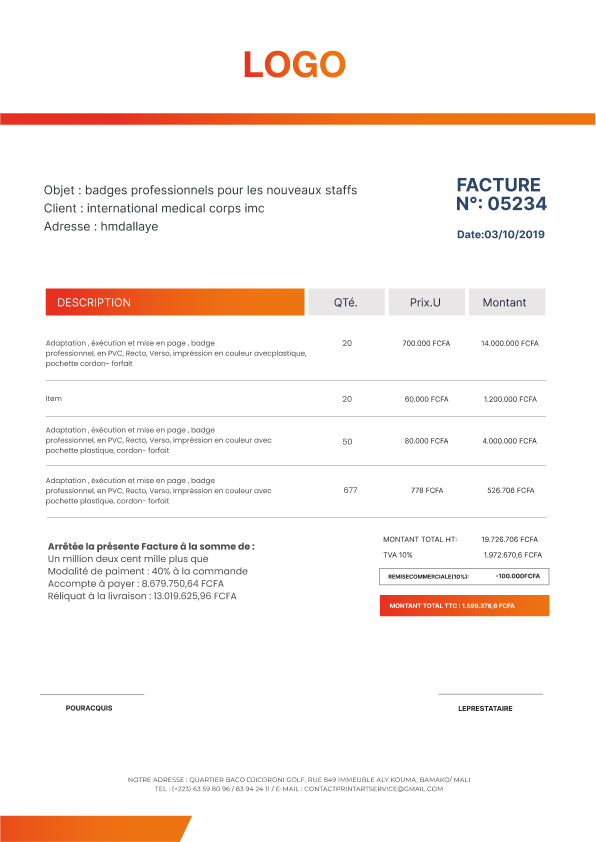 LOGO
Objet : badges professionnels pour les nouveaux staffs
Client : international medical corps imc
Adresse : hmdallaye
FACTURE
N°: 05234
Date:03/10/2019
DESCRIPTION QTé. Prix.U Montant
Adaptation , éxécution et mise en page , badge
professionnel, en PVC, Recto, Verso, impréssion en couleur avecplastique,
pochette cordon- forfait
20 700.000 FCFA 14.000.000 FCFA
item 20 60.000 FCFA 1.200.000 FCFA
Adaptation , éxécution et mise en page , badge
professionnel, en PVC, Recto, Verso, impréssion en couleur avec
pochette plastique, cordon- forfait
50 80.000 FCFA 4.000.000 FCFA
Adaptation , éxécution et mise en page , badge
professionnel, en PVC, Recto, Verso, impréssion en couleur avec
pochette plastique, cordon- forfait
677 778 FCFA 526.706 FCFA
Arrêtée la présente Facture à la somme de :
Un million deux cent mille plus que
Modalité de paiment : 40% à la commande
Accompte á payer : 8.679.750,64 FCFA
Réliquat à la livraison : 13.019.625,96 FCFA
MONTANT TOTAL HT: 19.726.706 FCFA
TVA 10% 1.972.670,6 FCFA
REMISECOMMERCIALE(10%): -100.000FCFA
MONTANT TOTAL TTC : 1.599.376,6 FCFA
POURACQUIS
LEPRESTATAIRE
NOTRE ADRESSE : QUARTIER BACO DJICORONI GOLF, RUE 849 IMMEUBLE ALY KOUMA, BAMAKO/ MALI
TEL : (+223) 63 59 80 96 / 83 94 24 11 / E-MAIL : CONTACTPRINTARTSERVICE@GMAIL.COM